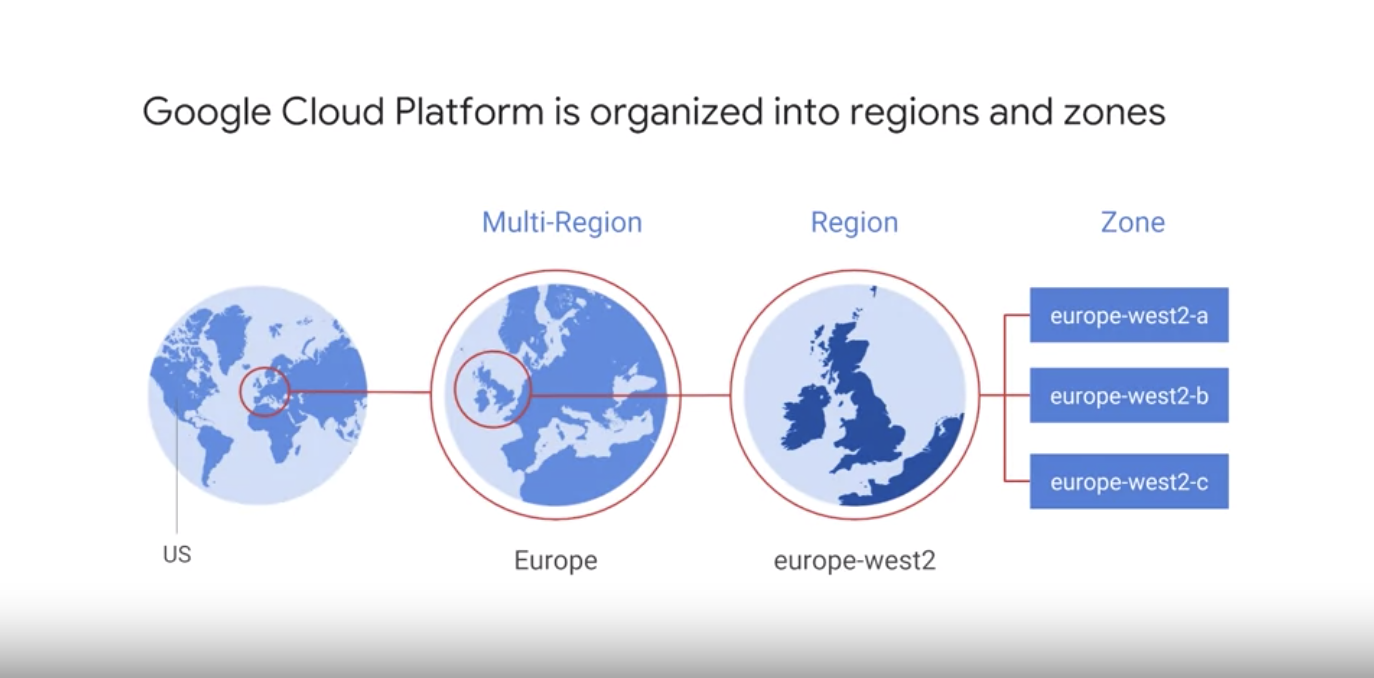 Google Cloud Platform is organized into regions and zones
Multi-Region
Region
Zone
europe-west2-a
europe-west2-b
europe-west2-c
US
Europe
europe-west2